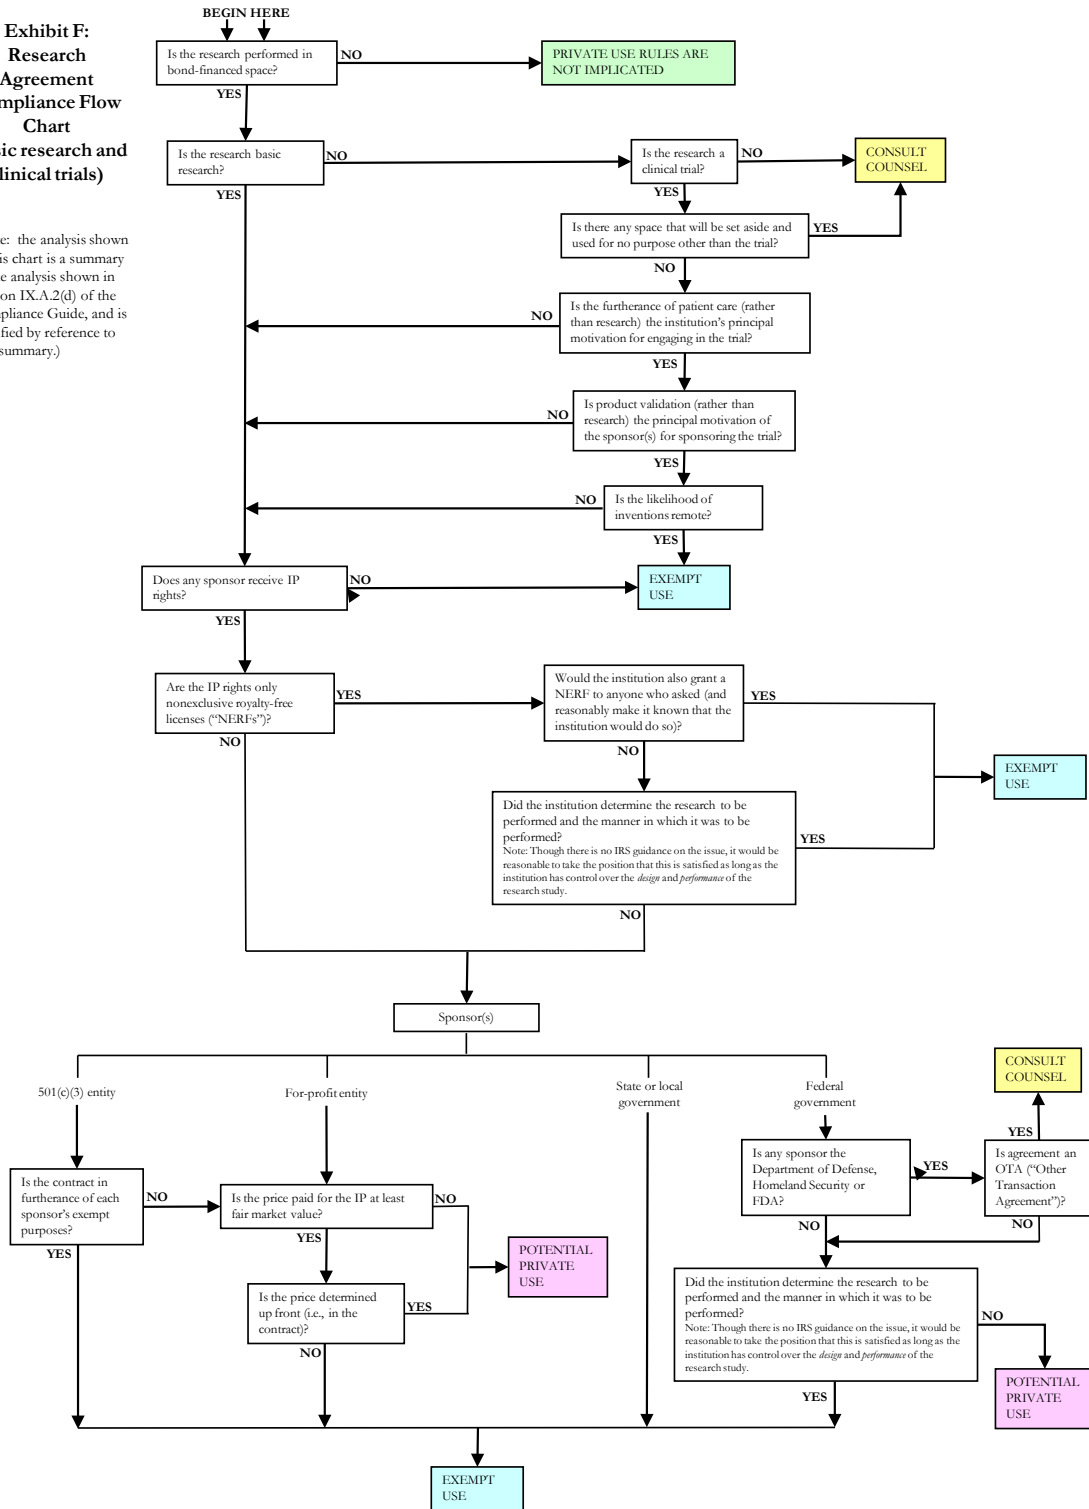 BEGIN HERE
Exhibit F:
Research
Agreement
mpliance Flow
Chart
ic research and
linical trials)
e: the analysis shown
is chart is a summary
e analysis shown in
on IX.A.2(d) of the
pliance Guide, and is
fied by reference to
summary.)
Is the research performed in
bond-financed space?
NO
PRIVATE USE RULES ARE
NOT IMPLICATED
YES
Is the research basic
research?
NO
Is the research a
clinical trial?
NO
CONSULT
COUNSEL
YES
YES
Is there any space that will be set aside and
used for no purpose other than the trial?
YES
NO
Is the furtherance of patient care (rather
than research) the institution's principal
motivation for engaging in the trial?
NO
YES
Is product validation (rather than
research) the principal motivation of
the sponsor(s) for sponsoring the trial?
NO
YES
Is the likelihood of
inventions remote?
NO
YES
Does any sponsor receive IP
rights?
NO
EXEMPT
USE
YES
Are the IP rights only
nonexclusive royalty-free
licenses (“NERFs”)?
YES
Would the institution also grant a
NERF to anyone who asked (and
reasonably make it known that the
institution would do so)?
YES
NO
NO
EXEMPT
USE
Did the institution determine the research to be
performed and the manner in which it was to be
performed?
Note: Though there is no IRS guidance on the issue, it would be
reasonable to take the position that this is satisfied as long as the
institution has control over the design and performance of the
research study.
YES
NO
Sponsor(s)
501(c)(3) entity
For-profit entity
State or local
government
Federal
government
CONSULT
COUNSEL
YES
Is the contract in
furtherance of each
sponsor's exempt
purposes?
NO
YES
Is the price paid for the IP at least
fair market value?
NO
YES
Is the price determined
up front (i.e., in the
contract)?
YES
NO
POTENTIAL
PRIVATE
USE
Is any sponsor the
Department of Defense,
Homeland Security or
FDA?
YES
NO
Is agreement an
OTA (“Other
Transaction
Agreement”)?
NO
Did the institution determine the research to be
performed and the manner in which it was to be
performed?
Note: Though there is no IRS guidance on the issue, it would be
reasonable to take the position that this is satisfied as long as the
institution has control over the design and performance of the
research study.
NO
YES
POTENTIAL
PRIVATE
USE
EXEMPT
USE